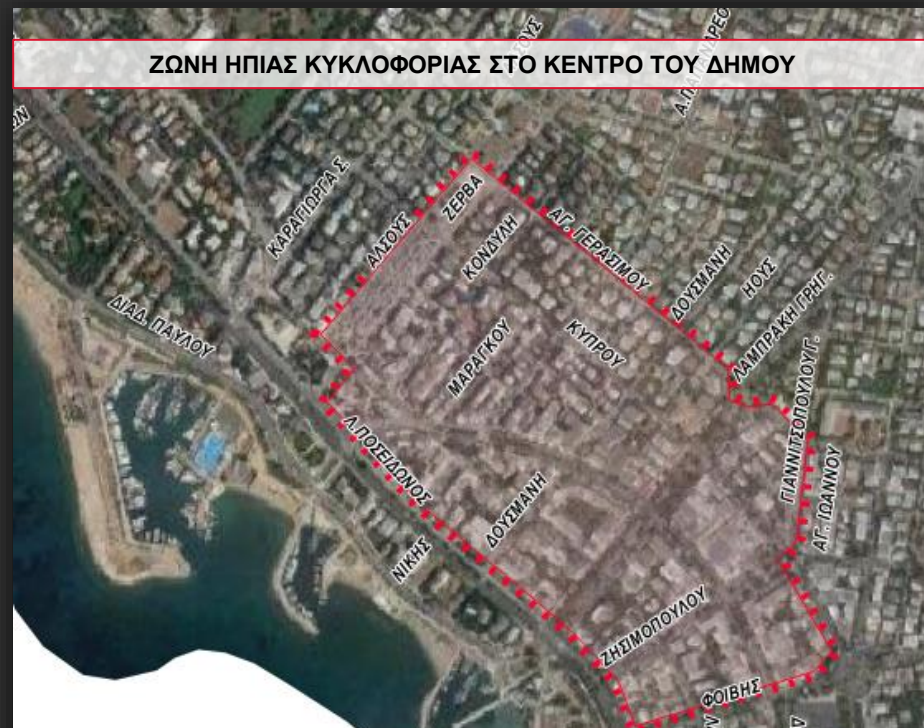 ΖΩΝΗ ΗΠΙΑΣ ΚΥΚΛΟΦΟΡΙΑΣ ΣΤΟ ΚΕΝΤΡΟ ΤΟΥ ΔΗΜΟΥ
ΚΑΡΑΓΙΩΡΓΑ Σ.
ΑΛΣΟΥΣ
ΖΕΡΒΑ
ΚΟΝΔΥΛΗ
ΑΓ. ΓΕΡΑΣΙΜΟΥ
ΔΟΥΣΜΑΝΗ
ΗΟΥΣ
ΛΑΜΠΡΑΚΗ ΓΡΗΓ.
ΔΙΑΔ. ΠΑΥΛΟΥ
ΜΑΡΑΓΚΟΥ
ΚΥΠΡΟΥ
ΓΙΑΝΝΙΤΣΟΠΟΥΛΟΥ Γ.
ΑΓ. ΙΩΑΝΝΟΥ
Λ.ΠΟΣΕΙΔΩΝΟΣ
ΔΟΥΣΜΑΝΗ
ΝΙΚΗΣ
ΖΗΣΙΜΟΠΟΥΛΟΥ
ΦΟΙΒΗΣ